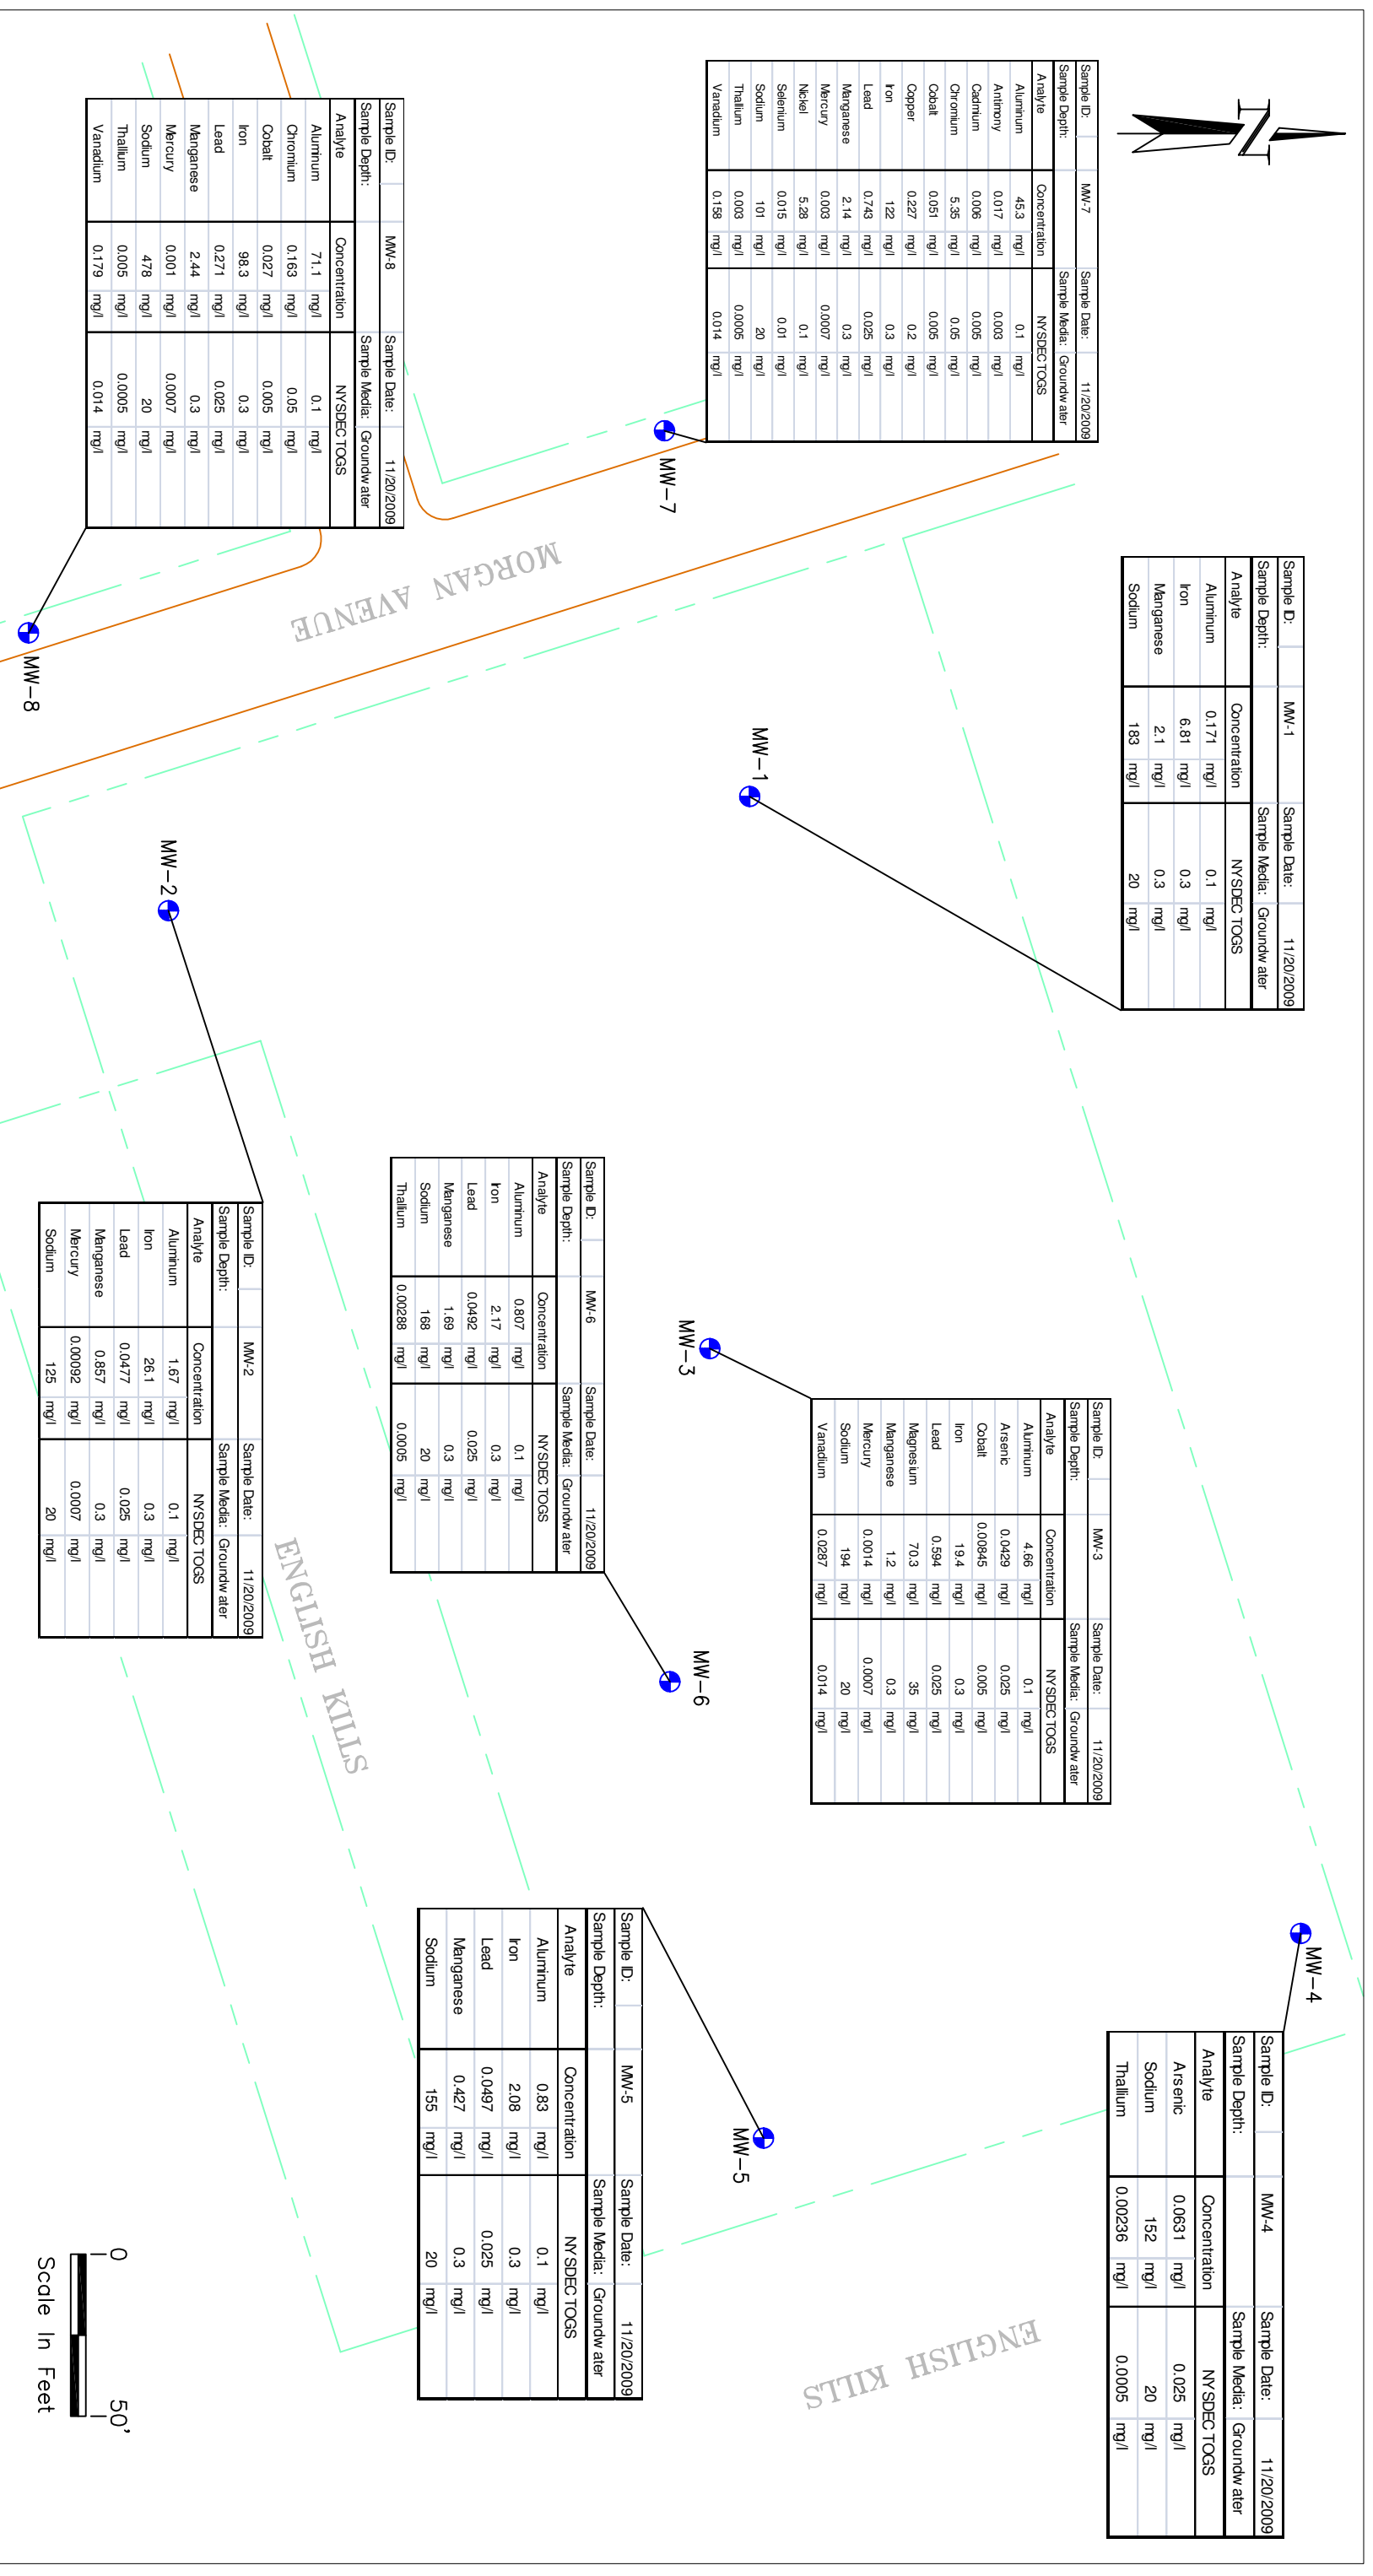 Sample ID: MW-7 Sample Date: 11/20/2009
Sample Depth: Sample Media: Groundw ater
Analyte Concentration NYSDEC TOGS
Aluminum 45.3 mg/l 0.1 mg/l
Antimony 0.017 mg/l 0.003 mg/l
Cadmium 0.006 mg/l 0.005 mg/l
Chromium 5.35 mg/l 0.05 mg/l
Cobalt 0.051 mg/l 0.005 mg/l
Copper 0.227 mg/l 0.2 mg/l
Iron 122 mg/l 0.3 mg/l
Lead 0.743 mg/l 0.025 mg/l
Manganese 2.14 mg/l 0.3 mg/l
Mercury 0.003 mg/l 0.0007 mg/l
Nickel 5.28 mg/l 0.1 mg/l
Selenium 0.015 mg/l 0.01 mg/l
Sodium 101 mg/l 20 mg/l
Thallium 0.003 mg/l 0.0005 mg/l
Vanadium 0.158 mg/l 0.014 mg/l
MW-7
Sample ID: MW-1 Sample Date: 11/20/2009
Sample Depth: Sample Media: Groundw ater
Analyte Concentration NYSDEC TOGS
Aluminum 0.171 mg/l 0.1 mg/l
Iron 6.81 mg/l 0.3 mg/l
Manganese 2.1 mg/l 0.3 mg/l
Sodium 183 mg/l 20 mg/l
MW-1
Sample ID: MW-3 Sample Date: 11/20/2009
Sample Depth: Sample Media: Groundw ater
Analyte Concentration NYSDEC TOGS
Aluminum 4.66 mg/l 0.1 mg/l
Arsenic 0.0429 mg/l 0.025 mg/l
Cobalt 0.00845 mg/l 0.005 mg/l
Iron 19.4 mg/l 0.3 mg/l
Lead 0.594 mg/l 0.025 mg/l
Magnesium 70.3 mg/l 35 mg/l
Manganese 1.2 mg/l 0.3 mg/l
Mercury 0.0014 mg/l 0.0007 mg/l
Sodium 194 mg/l 20 mg/l
Vanadium 0.0287 mg/l 0.014 mg/l
MW-3
MW-4
Sample ID: MW-4 Sample Date: 11/20/2009
Sample Depth: Sample Media: Groundw ater
Analyte Concentration NYSDEC TOGS
Arsenic 0.0631 mg/l 0.025 mg/l
Sodium 152 mg/l 20 mg/l
Thallium 0.00236 mg/l 0.0005 mg/l
ENGLISH KILLS
MW-5
Sample ID: MW-5 Sample Date: 11/20/2009
Sample Depth: Sample Media: Groundw ater
Analyte Concentration NYSDEC TOGS
Aluminum 0.83 mg/l 0.1 mg/l
Iron 2.08 mg/l 0.3 mg/l
Lead 0.0497 mg/l 0.025 mg/l
Manganese 0.427 mg/l 0.3 mg/l
Sodium 155 mg/l 20 mg/l
MW-6
Sample ID: MW-6 Sample Date: 11/20/2009
Sample Depth: Sample Media: Groundw ater
Analyte Concentration NYSDEC TOGS
Aluminum 0.807 mg/l 0.1 mg/l
Iron 2.17 mg/l 0.3 mg/l
Lead 0.0492 mg/l 0.025 mg/l
Manganese 1.69 mg/l 0.3 mg/l
Sodium 168 mg/l 20 mg/l
Thallium 0.00288 mg/l 0.0005 mg/l
MORGAN AVENUE
Sample ID: MW-8 Sample Date: 11/20/2009
Sample Depth: Sample Media: Groundw ater
Analyte Concentration NYSDEC TOGS
Aluminum 71.1 mg/l 0.1 mg/l
Chromium 0.163 mg/l 0.05 mg/l
Cobalt 0.027 mg/l 0.005 mg/l
Iron 98.3 mg/l 0.3 mg/l
Lead 0.271 mg/l 0.025 mg/l
Manganese 2.44 mg/l 0.3 mg/l
Mercury 0.001 mg/l 0.0007 mg/l
Sodium 478 mg/l 20 mg/l
Thallium 0.005 mg/l 0.0005 mg/l
Vanadium 0.179 mg/l 0.014 mg/l
MW-8
MW-2
Sample ID: MW-2 Sample Date: 11/20/2009
Sample Depth: Sample Media: Groundw ater
Analyte Concentration NYSDEC TOGS
Aluminum 1.67 mg/l 0.1 mg/l
Iron 26.1 mg/l 0.3 mg/l
Lead 0.0477 mg/l 0.025 mg/l
Manganese 0.857 mg/l 0.3 mg/l
Mercury 0.00092 mg/l 0.0007 mg/l
Sodium 125 mg/l 20 mg/l
ENGLISH KILLS
0 50'
Scale In Feet